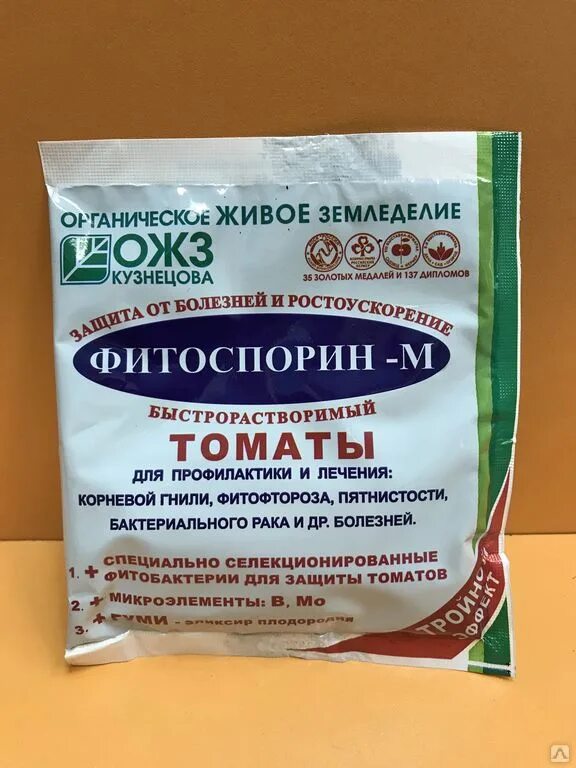 ОРГАНИЧЕСКОЕ ЖИВОЕ ЗЕМЛЕДЕЛИЕ
ОЖЗ
КУЗНЕЦОВА
35 ЗОЛОТЫХ МЕДАЛЕЙ И 137 ДИПЛОМОВ
ЗАЩИТА ОТ БОЛЕЗНЕЙ И РОСТОУСКОРЕНИЕ
ФИТОСПОРИН -М
БЫСТРОРАСТВОРИМЫЙ
ТОМАТЫ
ДЛЯ ПРОФИЛАКТИКИ И ЛЕЧЕНИЯ:
КОРНЕВОЙ ГНИЛИ, ФИТОФТОРОЗА, ПЯТНИСТОСТИ,
БАКТЕРИАЛЬНОГО РАКА И ДР. БОЛЕЗНЕЙ.
1. + СПЕЦИАЛЬНО СЕЛЕКЦИОНИРОВАННЫЕ
ФИТОБАКТЕРИИ ДЛЯ ЗАЩИТЫ ТОМАТОВ
2. + МИКРОЭЛЕМЕНТЫ: B, Mo
3. + ГУМИ - эликсир плодородия
ТРОЙНОЙ
ЭФФЕКТ